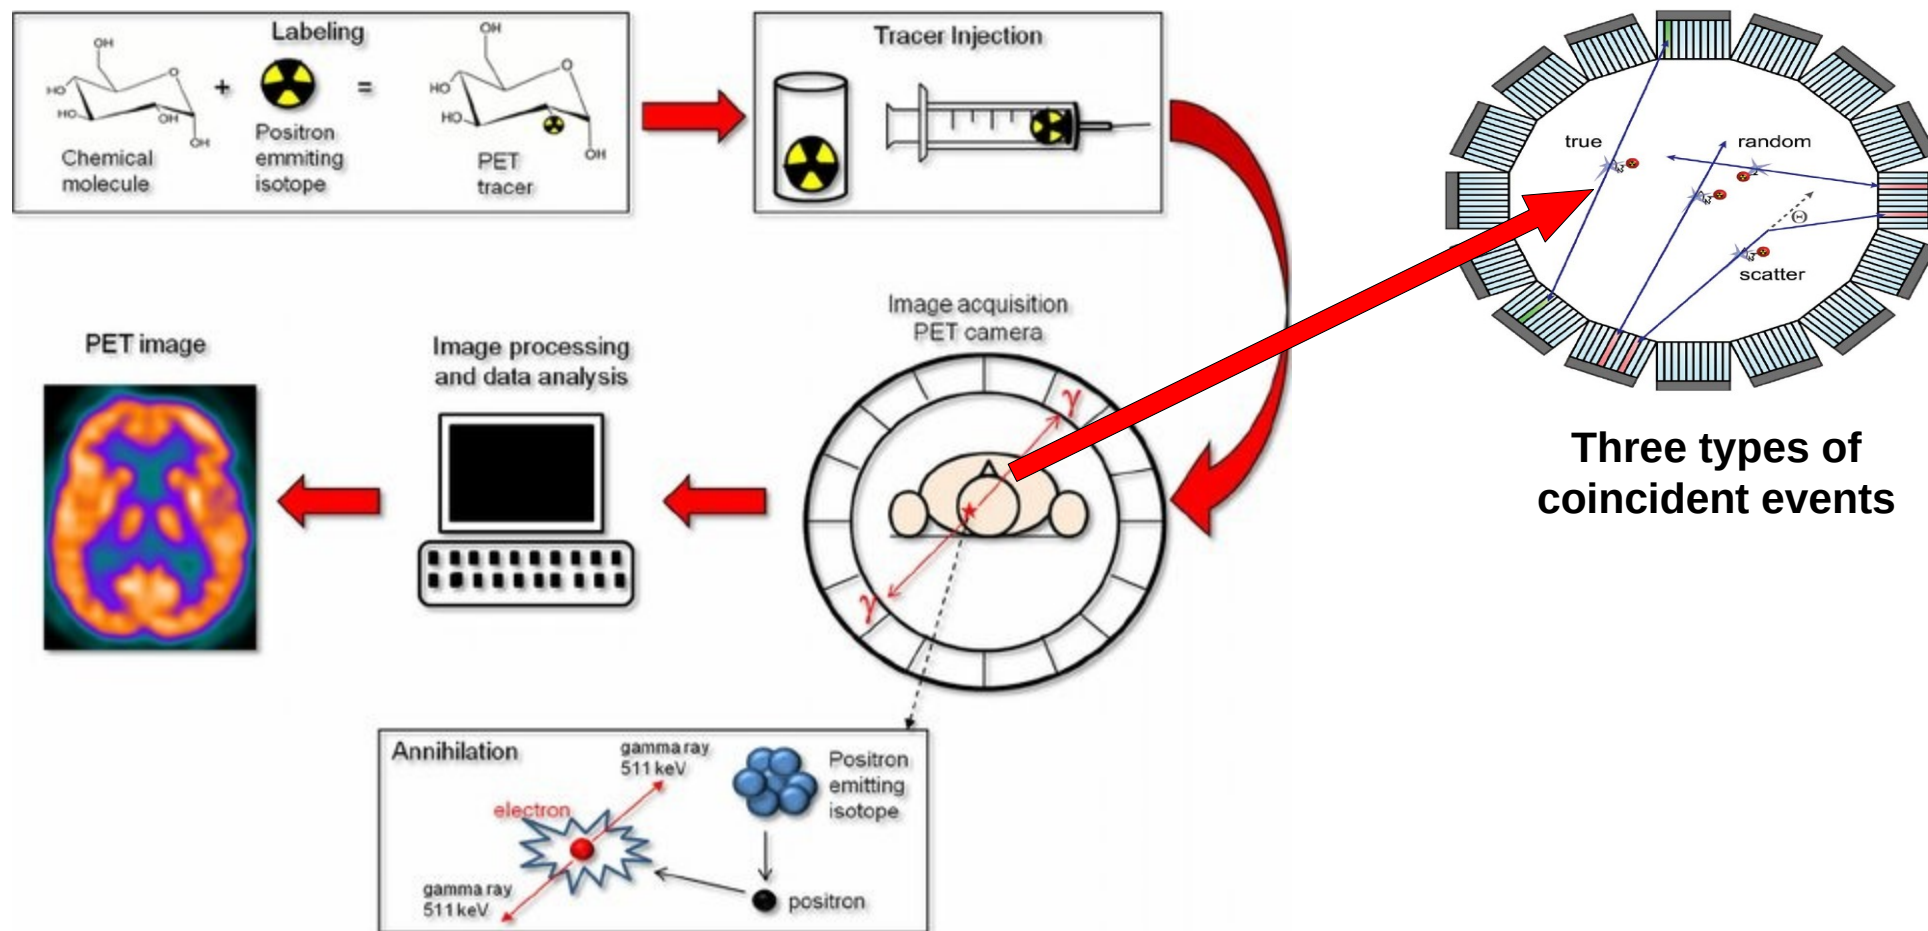 Labeling
OH
O
HO
HO
OH
OH
+
=
Chemical
molecule
Positron
emmiting
isotope
OH
O
HO
HO
OH
PET
tracer
Tracer Injection
true
random
Θ
scatter
Three types of
coincident events
Image acquisition
PET camera
γ
γ
Image processing
and data analysis
PET image
Annihilation
gamma ray
511 keV
electron
gamma ray
511 keV
Positron
emitting
isotope
positron